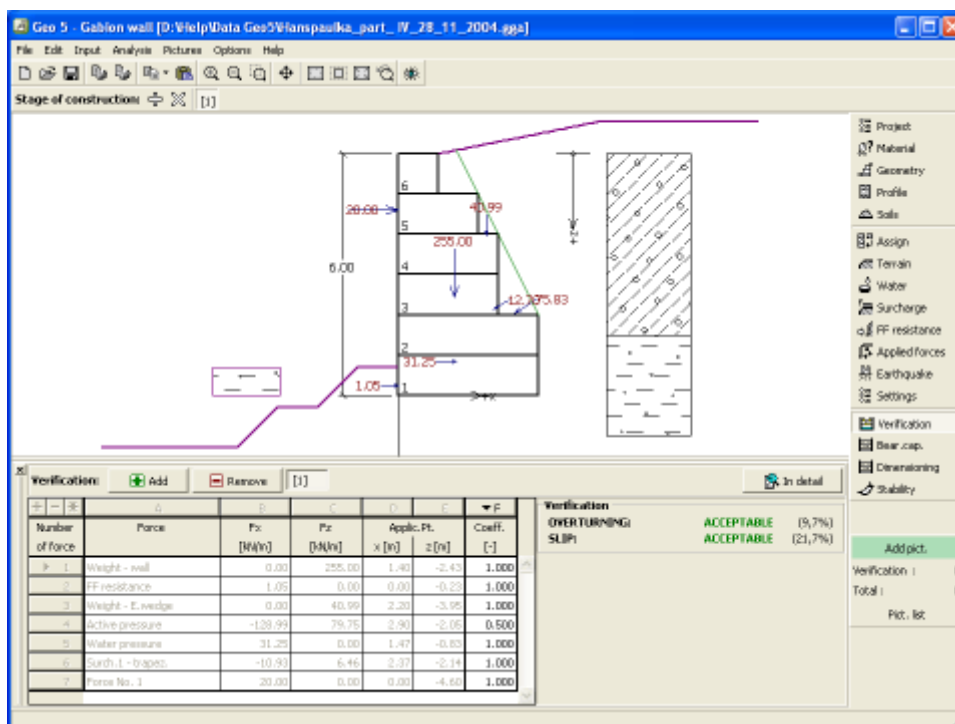 Geo 5 - Gabion wall [D:\Help\Data Geo5\Hanspaulka_part_ IV_28_11_2004.gga]
File Edit Input Analysis Pictures Options Help
Stage of construction: [1]
6
20.00
40.99
5
255.00
6.00
4
+z
3
75.83
2
31.25
1.05
1
+x
Project
Material
Geometry
Profile
Soils
Assign
Terrain
Water
Surcharge
FF resistance
Applied forces
Earthquake
Settings
Verification
Bear.cap.
Dimensioning
Stability
Add pict.
Verification :
Total :
Pict. list
Verification: Add Remove [1] In detail
A B C D E F
Number Force Fx Fz Applic.Pt. Coeff.
of force [kN/m] [kN/m] x [m] z [m] [-]
1 Weight - wall 0.00 255.00 1.40 -2.43 1.000
2 FF resistance 1.05 0.00 0.00 -0.23 1.000
3 Weight - E.wedge 0.00 40.99 2.20 -3.95 1.000
4 Active pressure -128.99 79.75 2.90 -2.05 0.500
5 Water pressure 31.25 0.00 1.47 -0.83 1.000
6 Surch.1 - trapez. -10.93 6.46 2.37 -2.14 1.000
7 Force No. 1 20.00 0.00 0.00 -4.60 1.000
Verification
OVERTURNING: ACCEPTABLE (9,7%)
SLIP: ACCEPTABLE (21,7%)